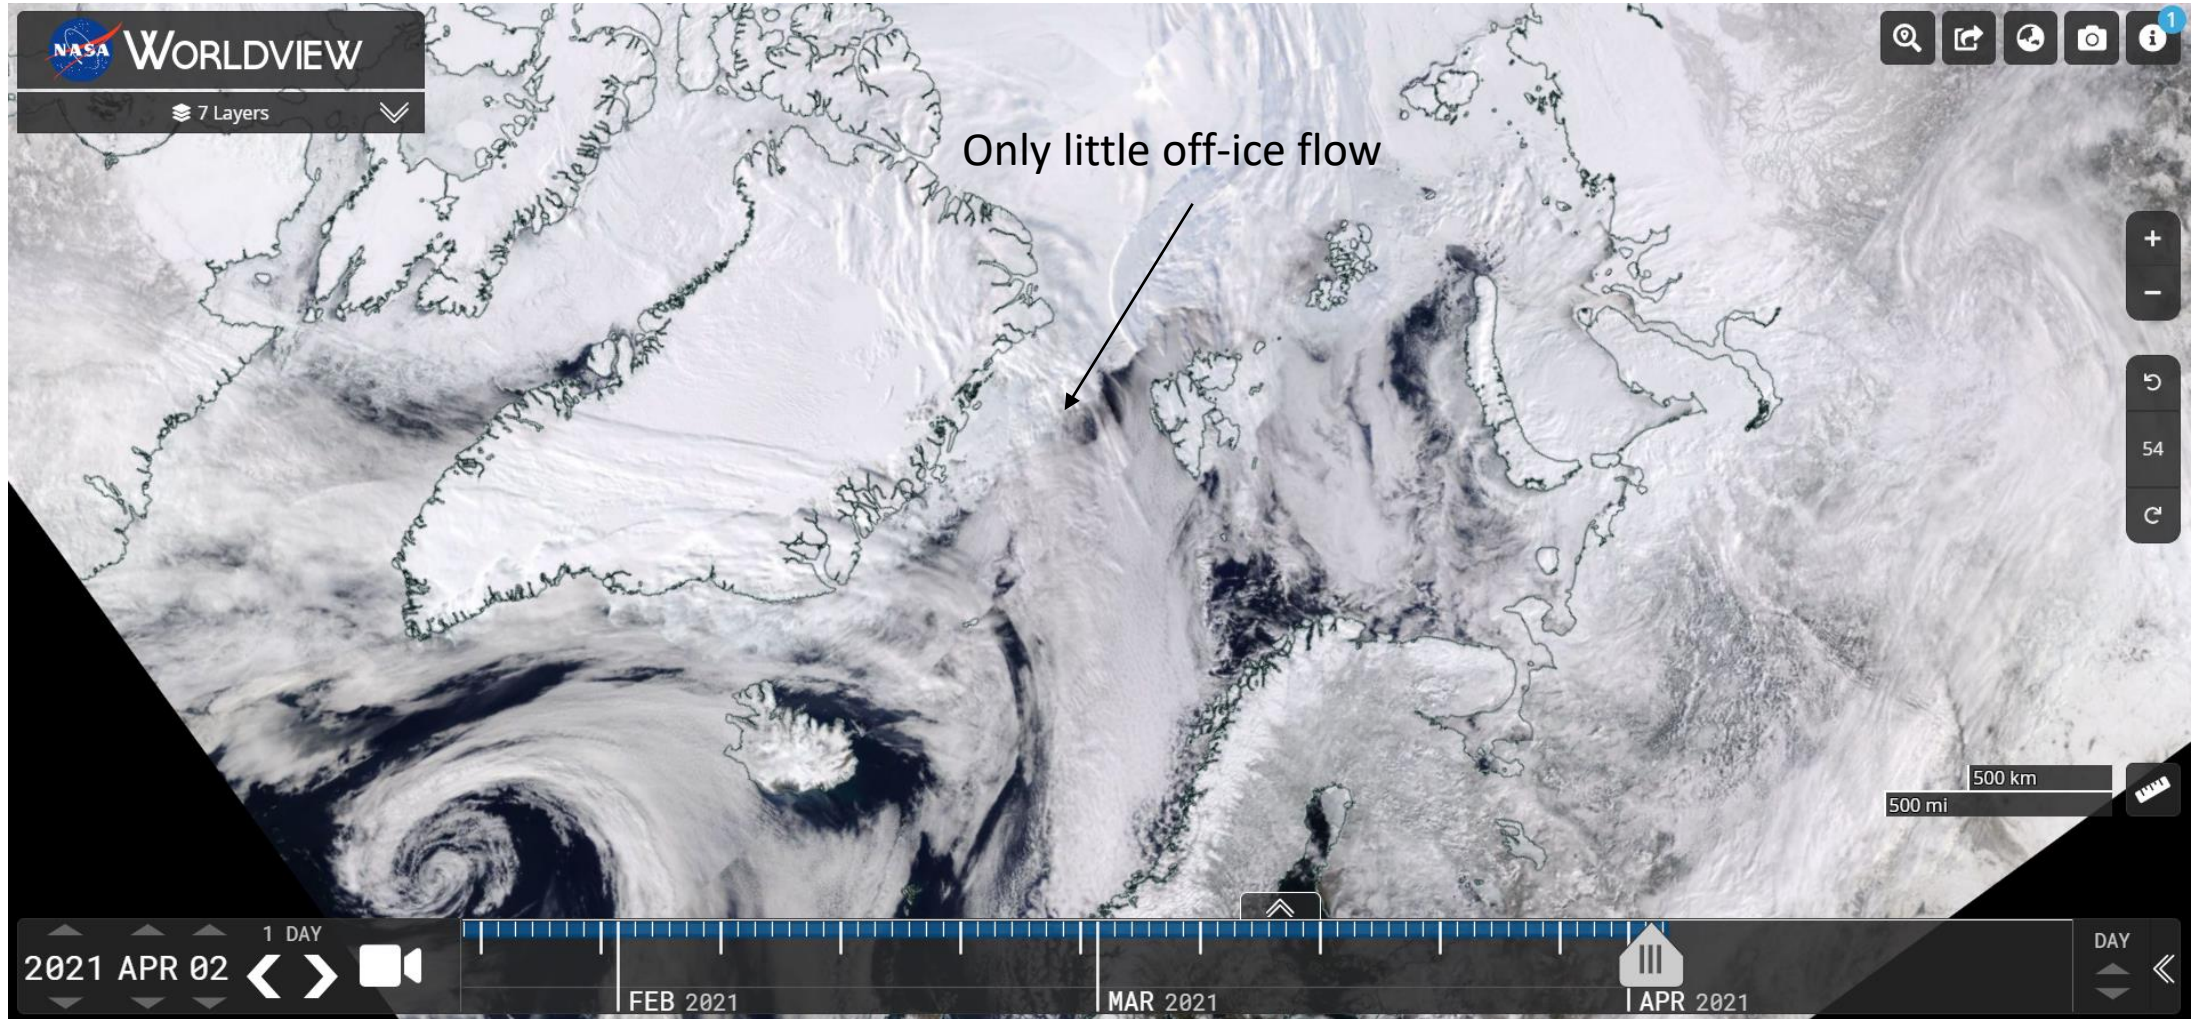 NASA WORLDVIEW
7 Layers
1
Only little off-ice flow
+
−
54
500 km
500 mi
1 DAY
2021 APR 02
FEB 2021
MAR 2021
APR 2021
DAY